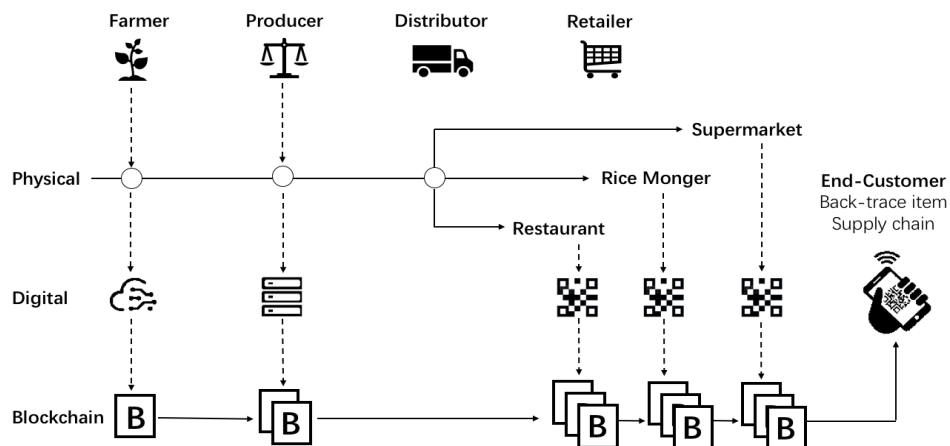 Farmer
Producer
Distributor
Retailer
Supermarket
Physical
Rice Monger
End-Customer
Back-trace item
Supply chain
Restaurant
Digital
Blockchain
B
B
B
B
B